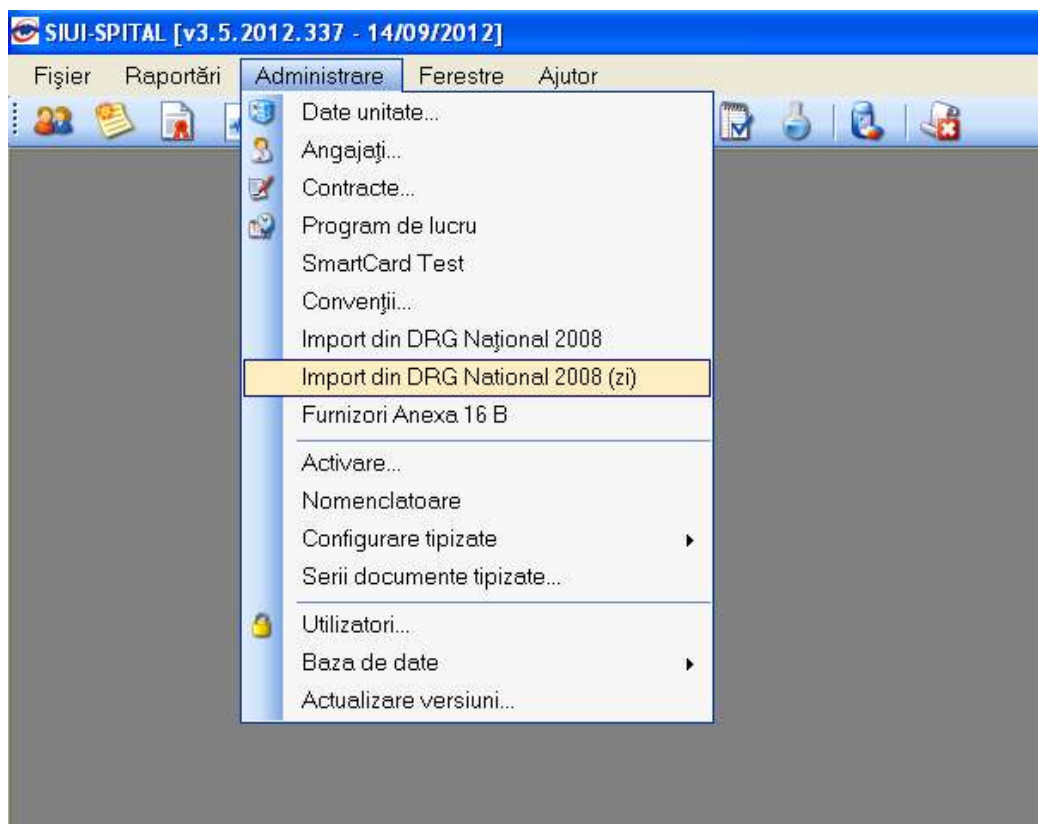 SIUI-SPITAL [v3.5.2012.337 - 14/09/2012]
Fişier Raportări Administrare Ferestre Ajutor
Date unitate...
Angajaţi...
Contracte...
Program de lucru
SmartCard Test
Convenţii...
Import din DRG Naţional 2008
Import din DRG National 2008 (zi)
Furnizori Anexa 16 B
Activare...
Nomenclatoare
Configurare tipizate
Serii documente tipizate...
Utilizatori...
Baza de date
Actualizare versiuni...